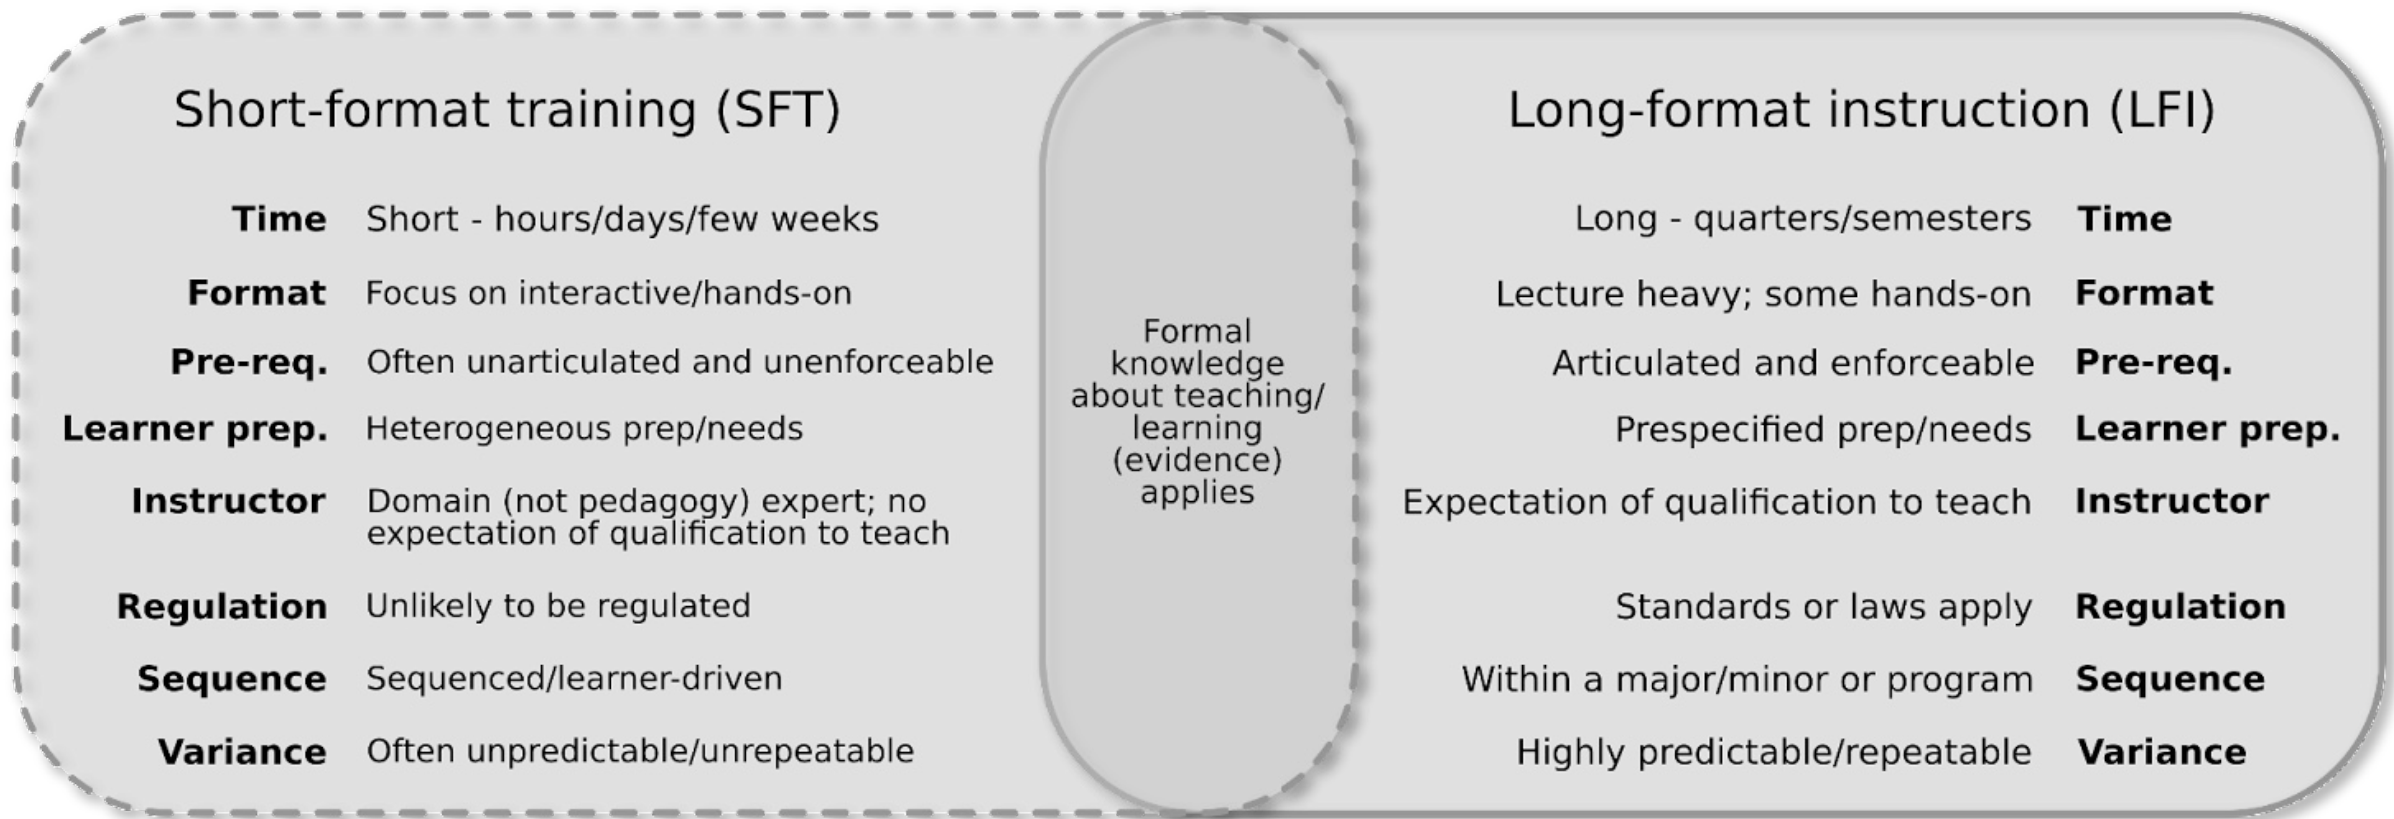 Short-format training (SFT)
Time Short - hours/days/few weeks
Format Focus on interactive/hands-on
Pre-req. Often unarticulated and unenforceable
Learner prep. Heterogeneous prep/needs
Instructor Domain (not pedagogy) expert; no
expectation of qualification to teach
Regulation Unlikely to be regulated
Sequence Sequenced/learner-driven
Variance Often unpredictable/unrepeatable
Formal
knowledge
about teaching/
learning
(evidence)
applies
Long-format instruction (LFI)
Long - quarters/semesters Time
Lecture heavy; some hands-on Format
Articulated and enforceable Pre-req.
Prespecified prep/needs Learner prep.
Expectation of qualification to teach Instructor
Standards or laws apply Regulation
Within a major/minor or program Sequence
Highly predictable/repeatable Variance